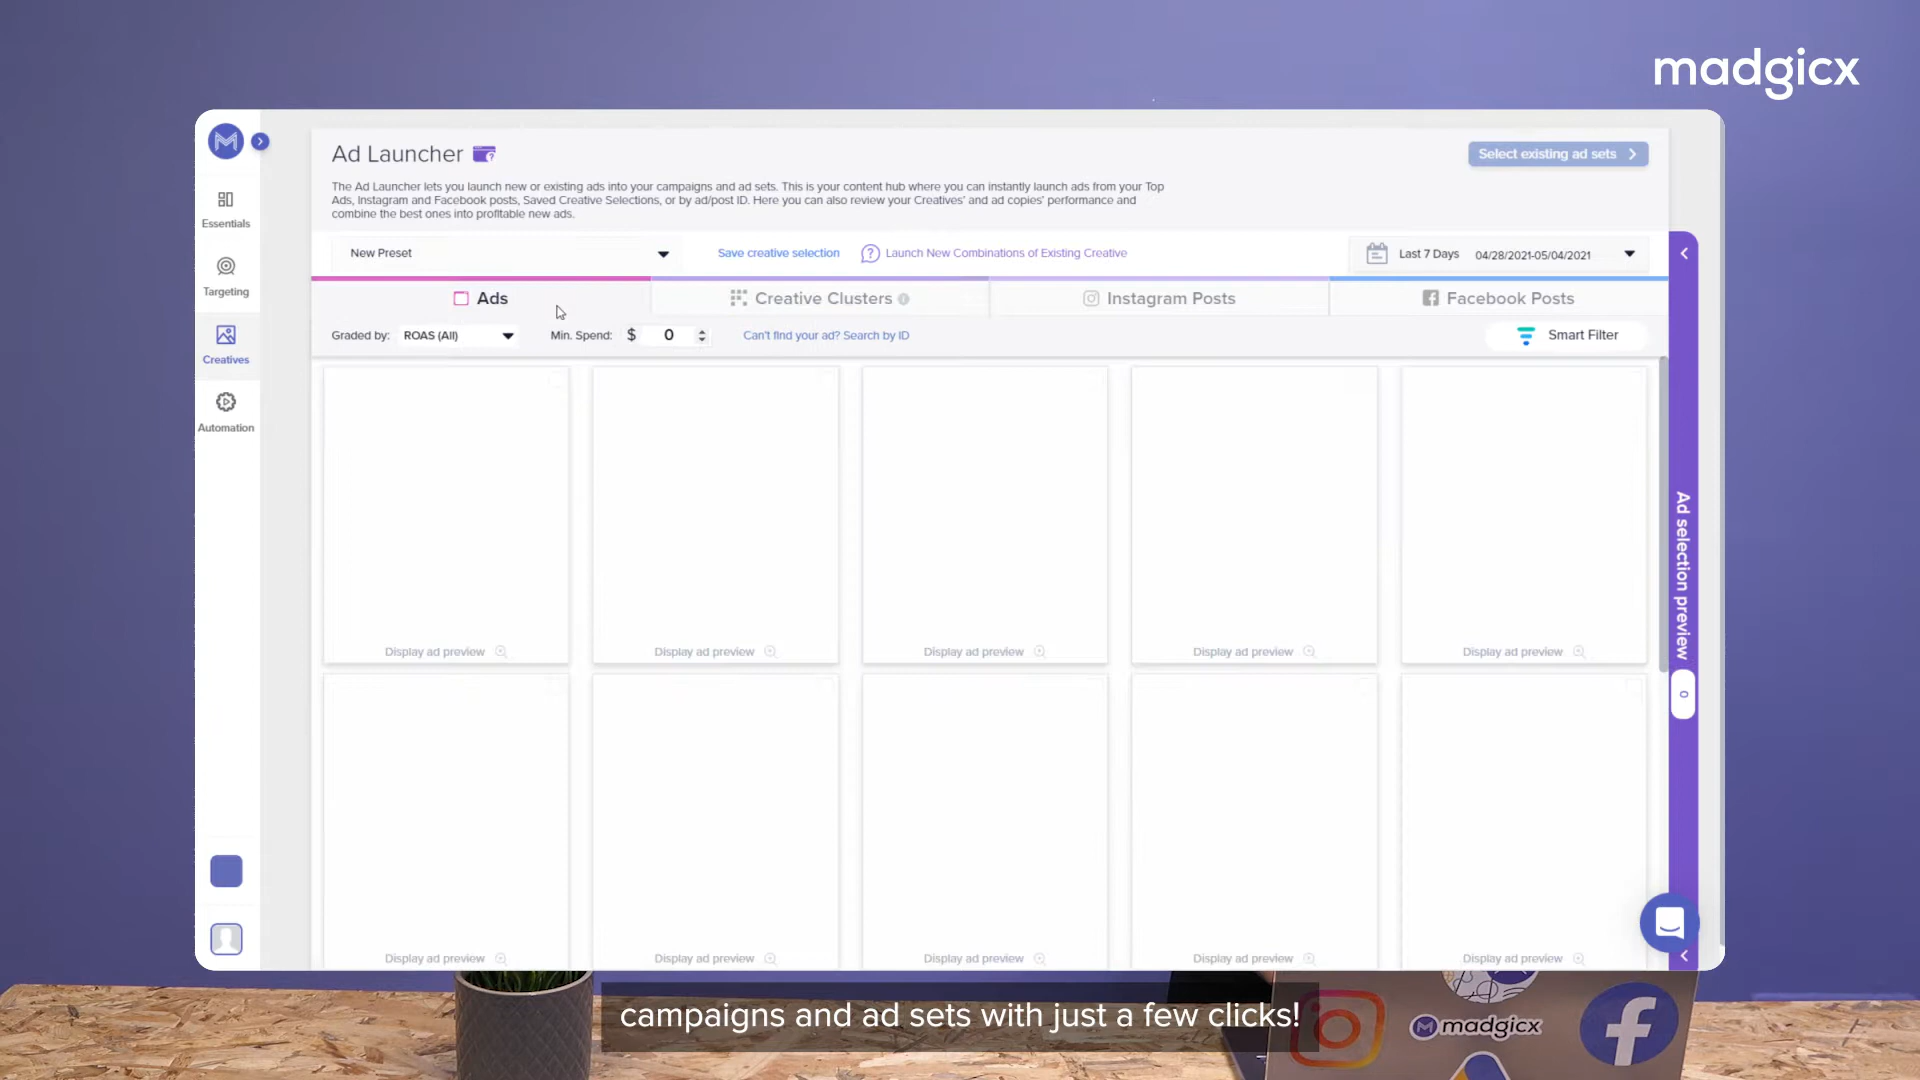 madgicx
Ad Launcher
Select existing ad sets
The Ad Launcher lets you launch new or existing ads into your campaigns and ad sets. This is your content hub where you can instantly launch ads from your Top
Ads, Instagram and Facebook posts, Saved Creative Selections, or by ad/post ID. Here you can also review your Creatives' and ad copies' performance and
combine the best ones into profitable new ads.
Essentials
Targeting
Creatives
Automation
New Preset
Save creative selection
? Launch New Combinations of Existing Creative
Last 7 Days 04/28/2021-05/04/2021
Ads
Creative Clusters
Instagram Posts
Facebook Posts
Graded by: ROAS (All)
Min. Spend: $ 0
Can't find your ad? Search by ID
Smart Filter
Display ad preview
Display ad preview
Display ad preview
Display ad preview
Display ad preview
Display ad preview
Display ad preview
Display ad preview
Display ad preview
Display ad preview
Ad selection preview 0
campaigns and ad sets with just a few clicks!
madgicx